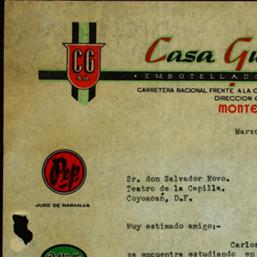 CG
S.A.
Casa Gu
• EMBOTELLADO
CARRETERA NACIONAL FRENTE A LA C
DIRECCION
MONTE
Marzo
Pep
JUGO DE NARANJA
Sr. don Salvador Novo.
Teatro de la Capilla.
Coyoacán, D.F.
Muy estimado amigo:-
Carlos
se encuentra estudiando en